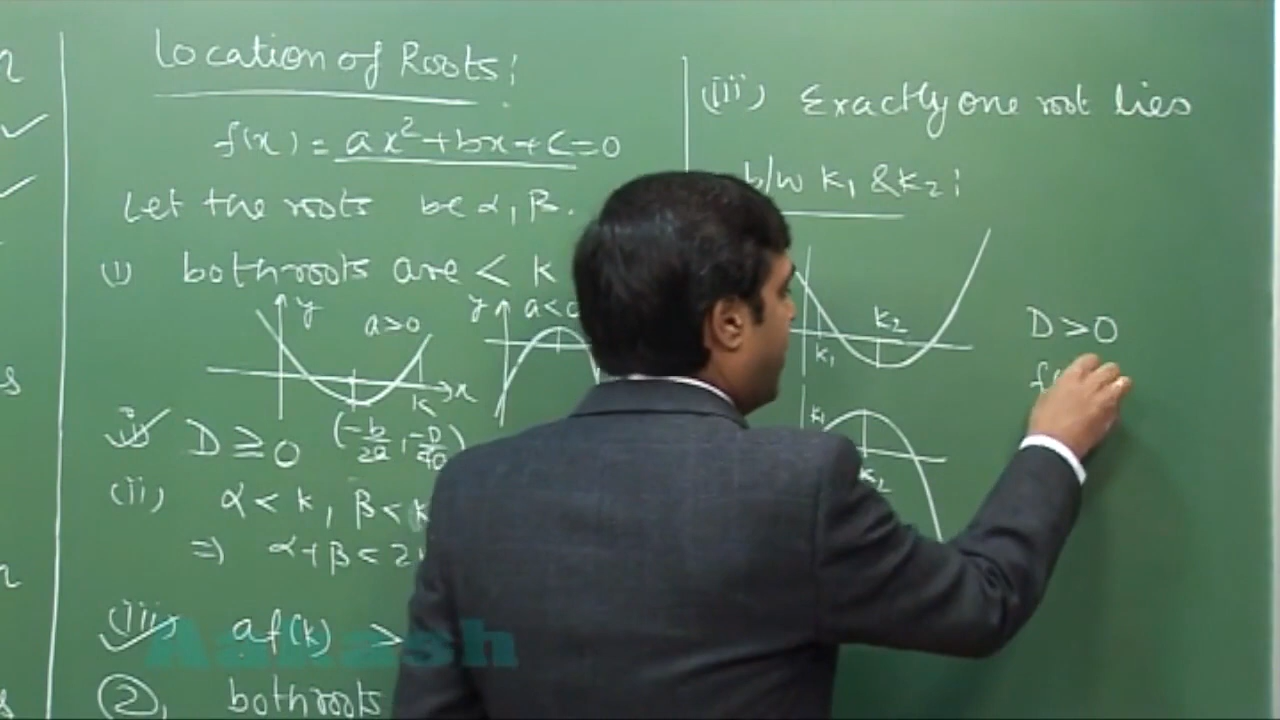 Location of Roots:
f(x) = ax²+bx+c=0
Let the roots be α, β.
(1) both roots are < K
y
a>0
x
K
y
a<0
(i) D ≥ 0
(-b/2a, -D/4a)
(ii) α < K, β < K
⇒ α+β < 2
(iii) af(k) >
(2), both roots
(iii) Exactly one root lies
b/w K₁ & K₂:
K₁
K₂
D>0
K₁
K₂
f
Aakash